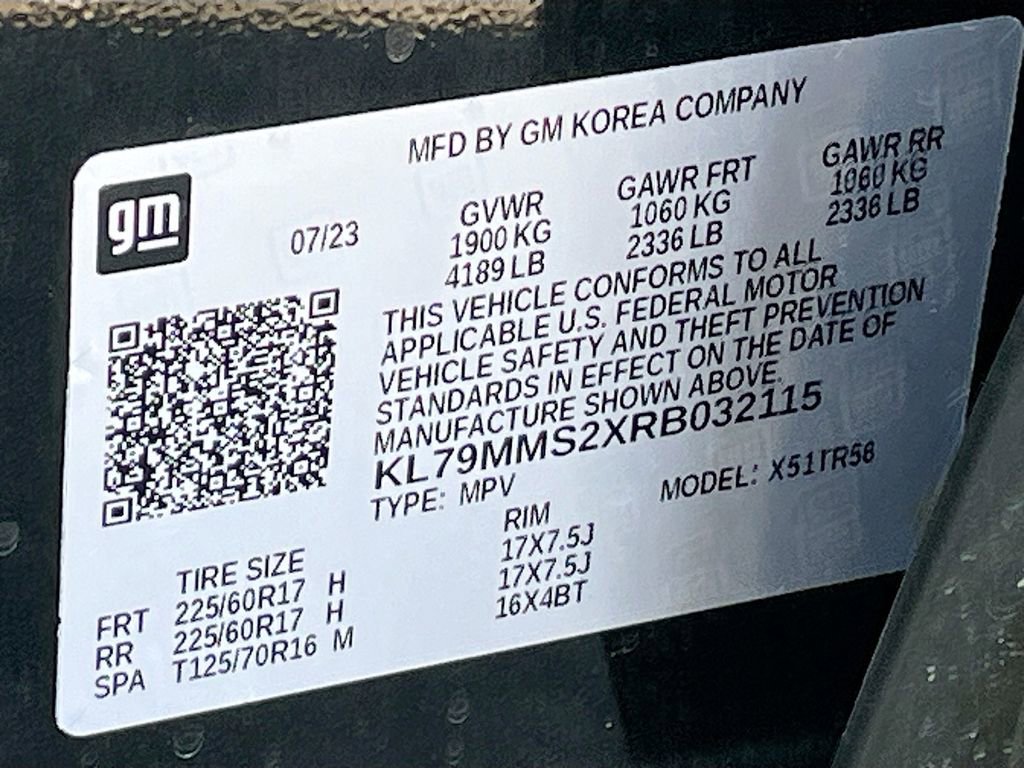 MFD BY GM KOREA COMPANY
gm
07/23
GVWR
1900 KG
4189 LB
GAWR FRT
1060 KG
2336 LB
GAWR RR
1060 KG
2336 LB
THIS VEHICLE CONFORMS TO ALL
APPLICABLE U.S. FEDERAL MOTOR
VEHICLE SAFETY AND THEFT PREVENTION
STANDARDS IN EFFECT ON THE DATE OF
MANUFACTURE SHOWN ABOVE.
KL79MMS2XRB032115
TYPE: MPV MODEL: X51TR58
TIRE SIZE RIM
FRT 225/60R17 H 17X7.5J
RR 225/60R17 H 17X7.5J
SPA T125/70R16 M 16X4BT